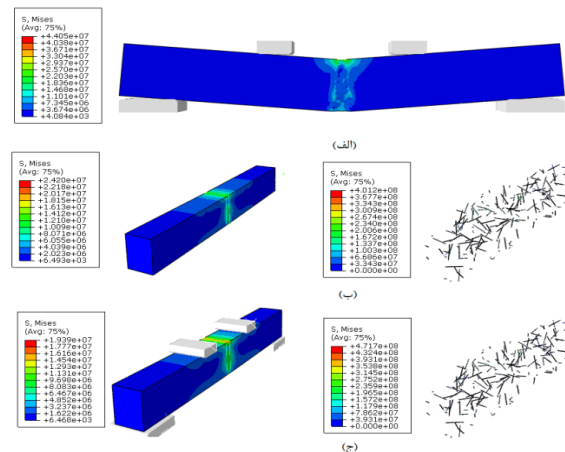 S, Mises
(Avg: 75%)
+4.405e+07
+4.038e+07
+3.671e+07
+3.304e+07
+2.937e+07
+2.570e+07
+2.203e+07
+1.836e+07
+1.468e+07
+1.101e+07
+7.345e+06
+3.674e+06
+4.084e+03
(الف)
S, Mises
(Avg: 75%)
+2.420e+07
+2.218e+07
+2.017e+07
+1.815e+07
+1.613e+07
+1.412e+07
+1.210e+07
+1.009e+07
+8.071e+06
+6.055e+06
+4.039e+06
+2.023e+06
+6.493e+03
S, Mises
(Avg: 75%)
+4.012e+08
+3.677e+08
+3.343e+08
+3.009e+08
+2.674e+08
+2.340e+08
+2.006e+08
+1.672e+08
+1.337e+08
+1.003e+08
+6.686e+07
+3.343e+07
+0.000e+00
(ب)
S, Mises
(Avg: 75%)
+1.939e+07
+1.777e+07
+1.616e+07
+1.454e+07
+1.293e+07
+1.131e+07
+9.698e+06
+8.083e+06
+6.467e+06
+4.852e+06
+3.237e+06
+1.622e+06
+6.468e+03
S, Mises
(Avg: 75%)
+4.717e+08
+4.324e+08
+3.931e+08
+3.538e+08
+3.145e+08
+2.752e+08
+2.359e+08
+1.965e+08
+1.572e+08
+1.179e+08
+7.862e+07
+3.931e+07
+0.000e+00
(ج)